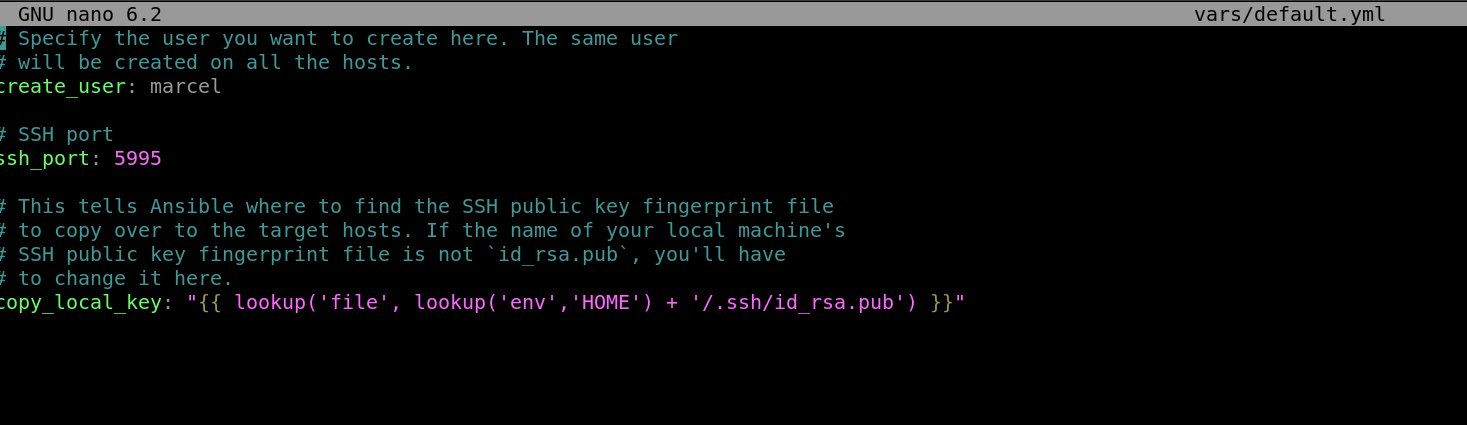 GNU nano 6.2 vars/default.yml
# Specify the user you want to create here. The same user
# will be created on all the hosts.
create_user: marcel
# SSH port
ssh_port: 5995
# This tells Ansible where to find the SSH public key fingerprint file
# to copy over to the target hosts. If the name of your local machine's
# SSH public key fingerprint file is not `id_rsa.pub`, you'll have
# to change it here.
copy_local_key: "{{ lookup('file', lookup('env','HOME') + '/.ssh/id_rsa.pub') }}"